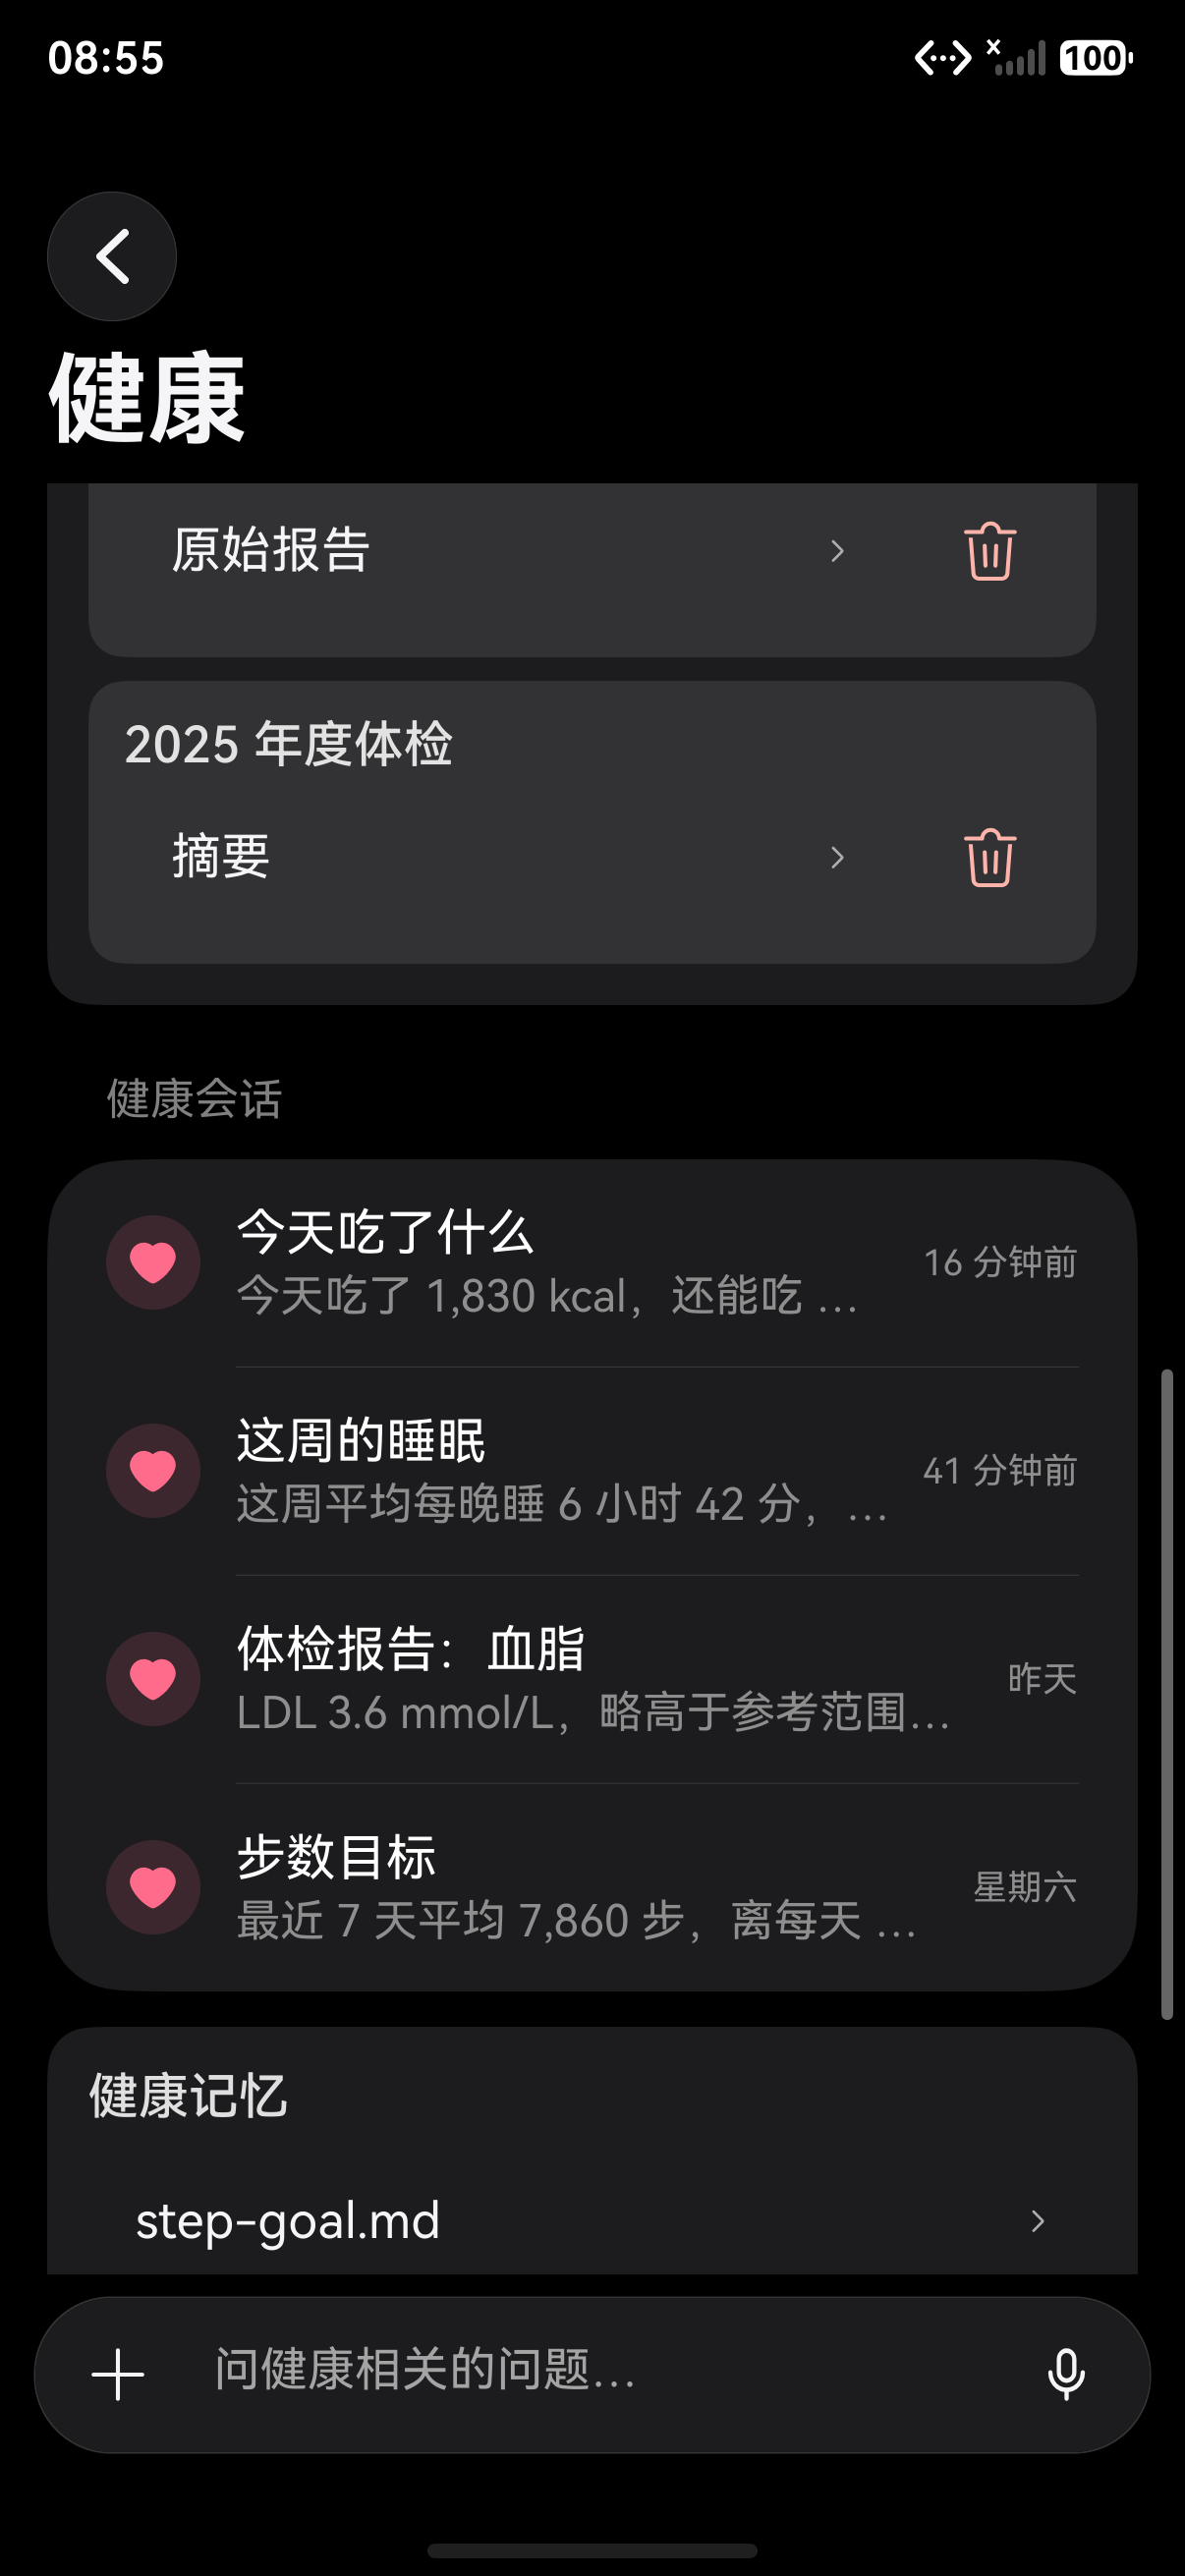 08:55
100
健康
原始报告
2025 年度体检
摘要
健康会话
今天吃了什么
16 分钟前
今天吃了 1,830 kcal，还能吃 …
这周的睡眠
41 分钟前
这周平均每晚睡 6 小时 42 分，…
体检报告：血脂
昨天
LDL 3.6 mmol/L，略高于参考范围…
步数目标
星期六
最近 7 天平均 7,860 步，离每天 …
健康记忆
step-goal.md
问健康相关的问题…